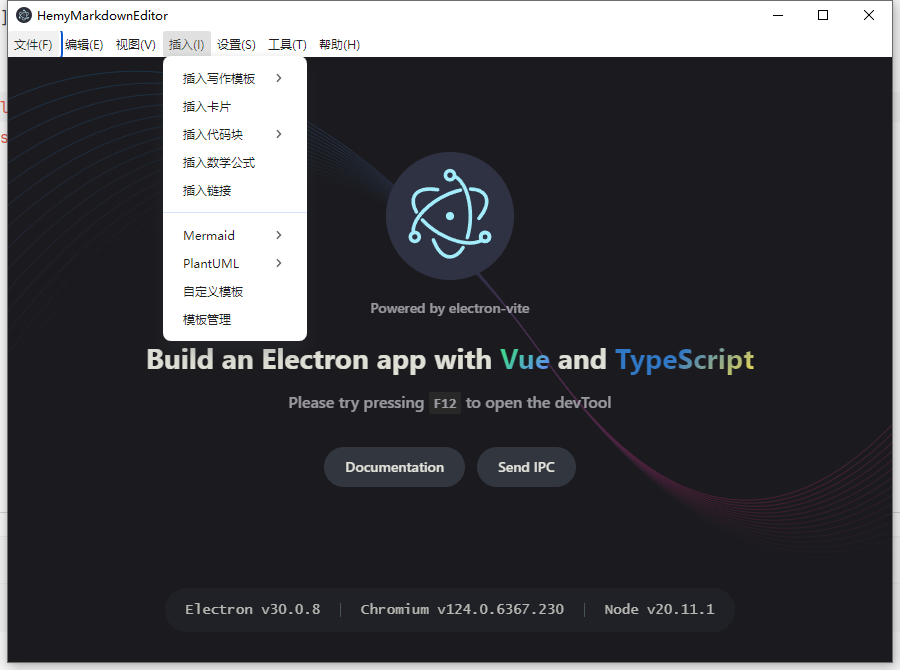 HemyMarkdownEditor
文件(F) 编辑(E) 视图(V) 插入(I) 设置(S) 工具(T) 帮助(H)
插入写作模板
插入卡片
插入代码块
插入数学公式
插入链接
Mermaid
PlantUML
自定义模板
模板管理
Powered by electron-vite
Build an Electron app with Vue and TypeScript
Please try pressing F12 to open the devTool
Documentation Send IPC
Electron v30.0.8 Chromium v124.0.6367.230 Node v20.11.1